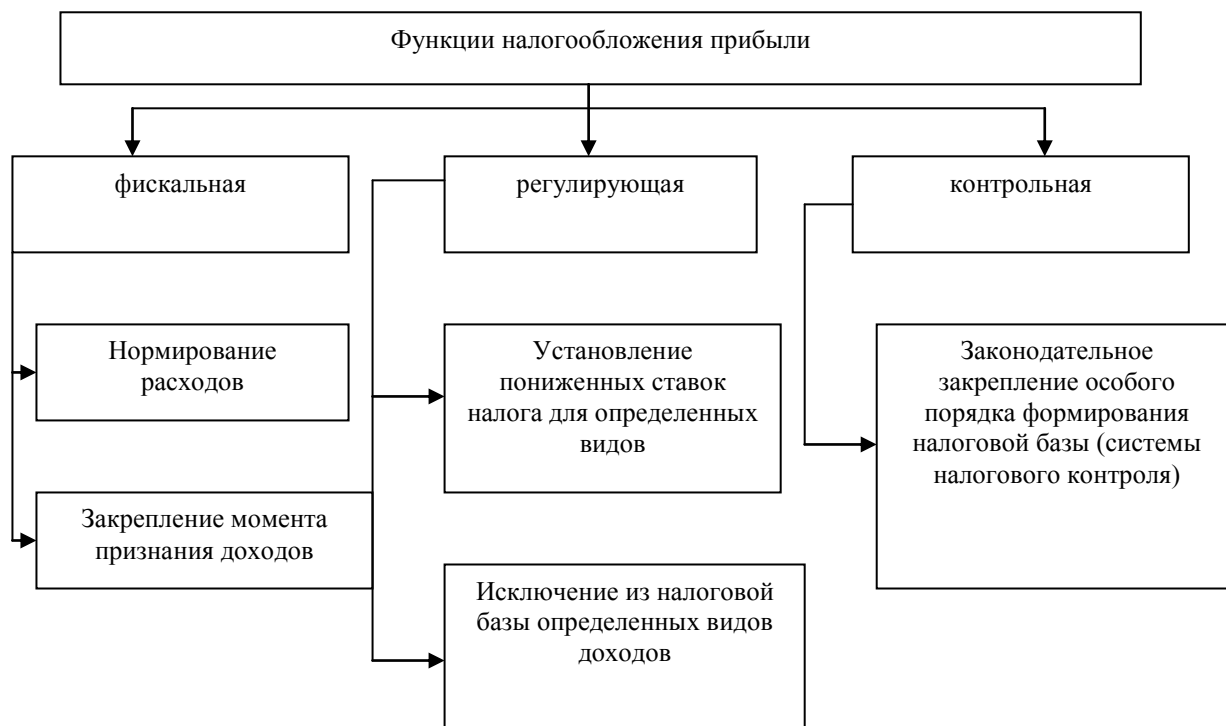 Функции налогообложения прибыли
фискальная
регулирующая
контрольная
Нормирование
расходов
Установление
пониженных ставок
налога для определенных
видов
Законодательное
закрепление особого
порядка формирования
налоговой базы (системы
налогового контроля)
Закрепление момента
признания доходов
Исключение из налоговой
базы определенных видов
доходов